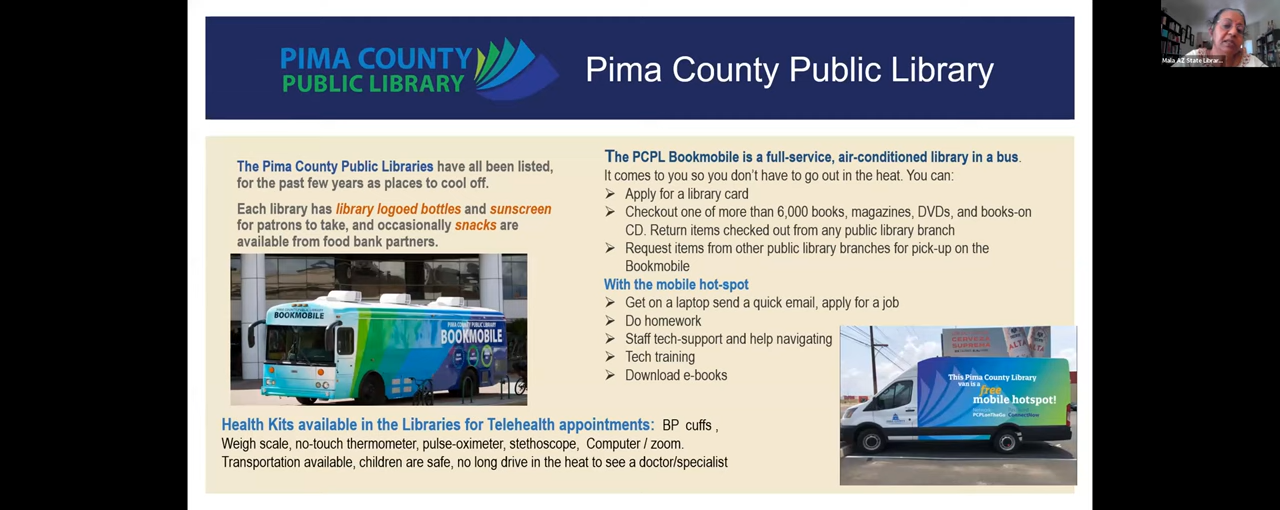 PIMA COUNTY
PUBLIC LIBRARY
Pima County Public Library
Mala AZ State Librar...
The Pima County Public Libraries have all been listed,
for the past few years as places to cool off.
Each library has library logoed bottles and sunscreen
for patrons to take, and occasionally snacks are
available from food bank partners.
BOOKMOBILE
PIMA COUNTY PUBLIC LIBRARY
BOOKMOBILE
The PCPL Bookmobile is a full-service, air-conditioned library in a bus.
It comes to you so you don't have to go out in the heat. You can:
➢ Apply for a library card
➢ Checkout one of more than 6,000 books, magazines, DVDs, and books-on
CD. Return items checked out from any public library branch
➢ Request items from other public library branches for pick-up on the
Bookmobile
With the mobile hot-spot
➢ Get on a laptop send a quick email, apply for a job
➢ Do homework
➢ Staff tech-support and help navigating
➢ Tech training
➢ Download e-books
CERVEZA
SUPREMA
This Pima County Library
van is a free
mobile hotspot!
Health Kits available in the Libraries for Telehealth appointments: BP cuffs ,
Weigh scale, no-touch thermometer, pulse-oximeter, stethoscope, Computer / zoom.
Transportation available, children are safe, no long drive in the heat to see a doctor/specialist